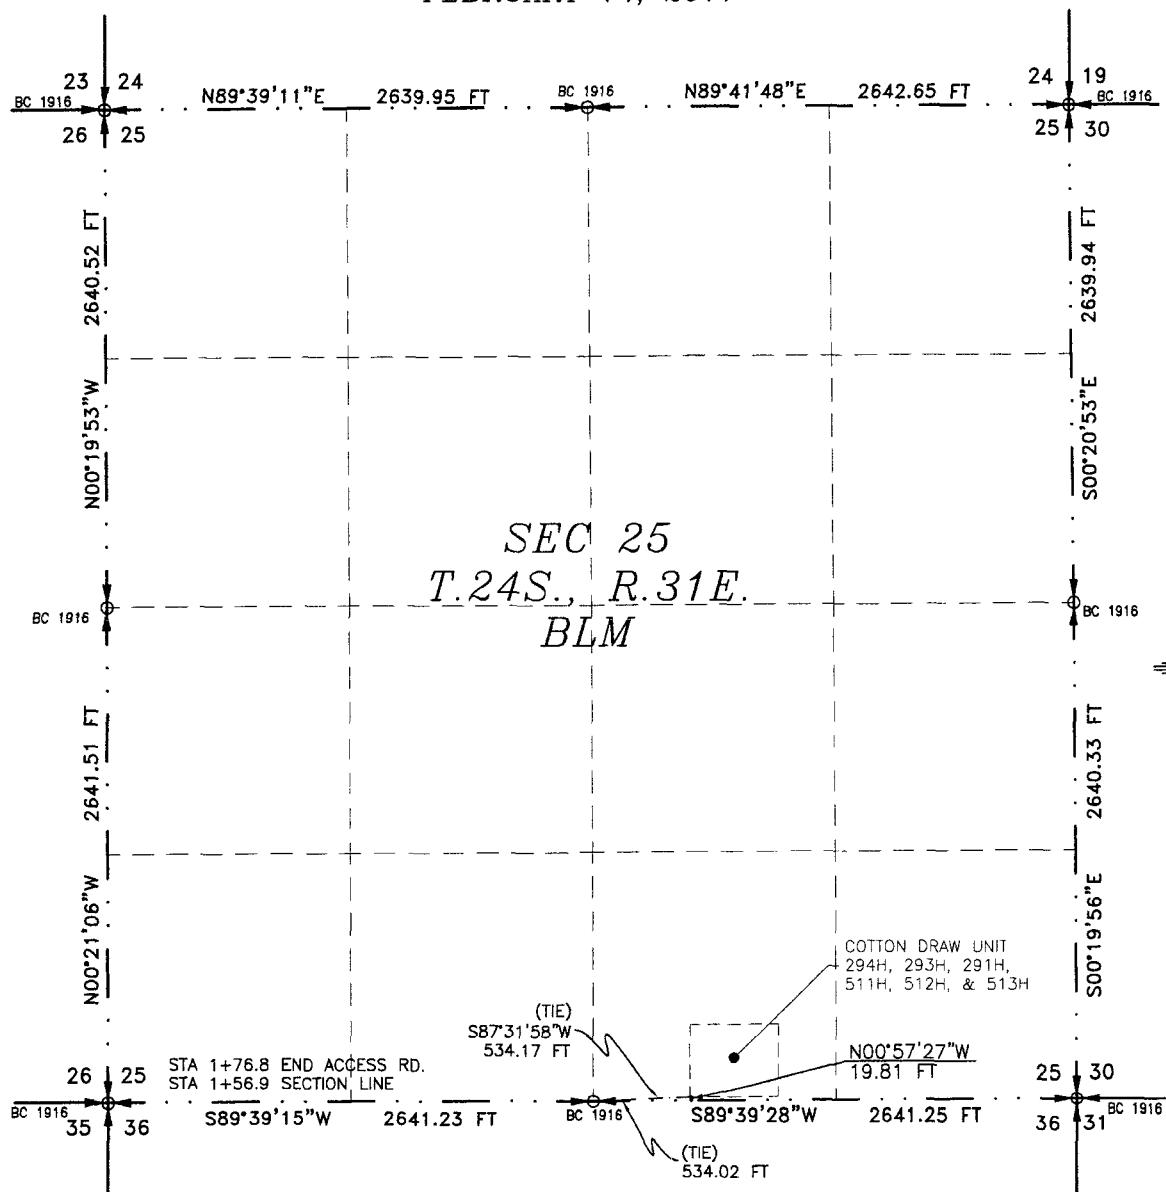 23 24
BC 1916
26 25
N89°39'11"E 2639.95 FT
BC 1916
N89°41'48"E 2642.65 FT
24 19
BC 1916
25 30
2640.52 FT
N00°19'53"W
2639.94 FT
S00°20'53"E
SEC 25
T.24S., R.31E.
BLM
BC 1916
BC 1916
2641.51 FT
N00°21'06"W
2640.33 FT
S00°19'56"E
COTTON DRAW UNIT
294H, 293H, 291H,
511H, 512H, & 513H
(TIE)
S87°31'58"W
534.17 FT
N00°57'27"W
19.81 FT
STA 1+76.8 END ACCESS RD.
STA 1+56.9 SECTION LINE
26 25
BC 1916
35 36
S89°39'15"W 2641.23 FT
BC 1916
S89°39'28"W 2641.25 FT
25 30
BC 1916
36 31
(TIE)
534.02 FT